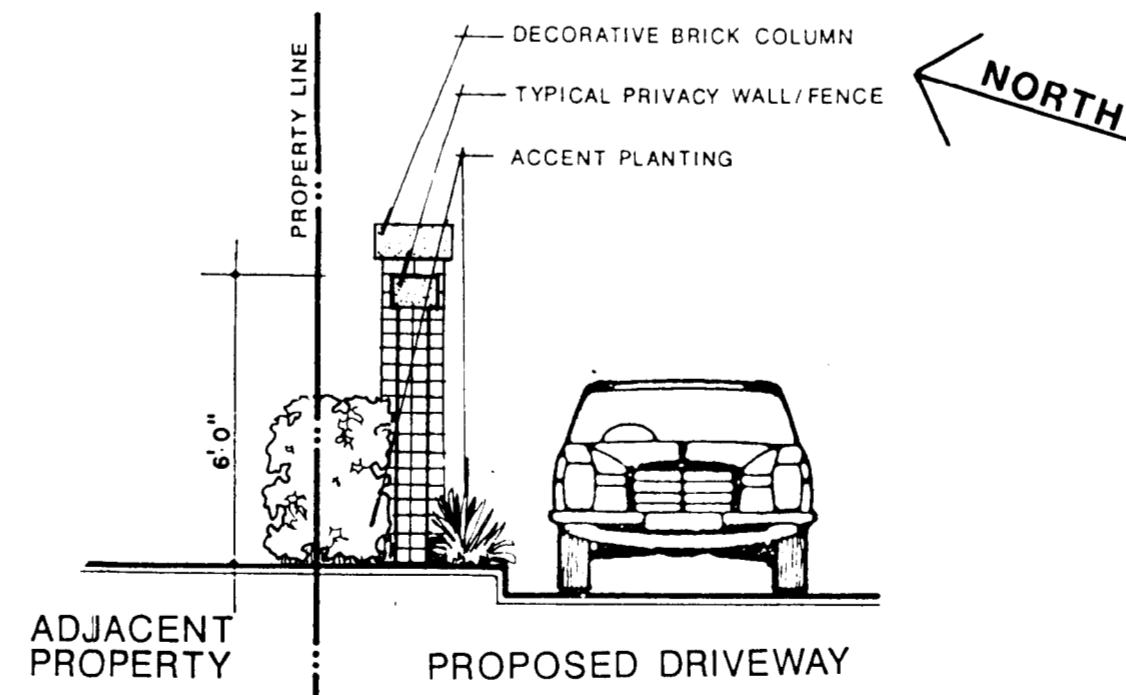 DECORATIVE BRICK COLUMN
TYPICAL PRIVACY WALL/FENCE
ACCENT PLANTING
NORTH
PROPERTY LINE
6'0"
ADJACENT
PROPERTY
PROPOSED DRIVEWAY